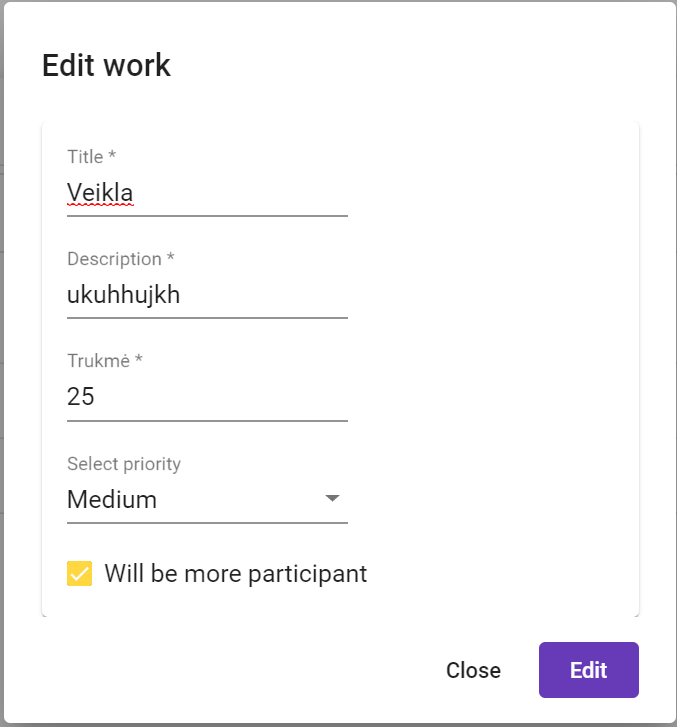 Edit work
Title *
Veikla
Description *
ukuhhujkh
Trukmė *
25
Select priority
Medium
Will be more participant
Close
Edit